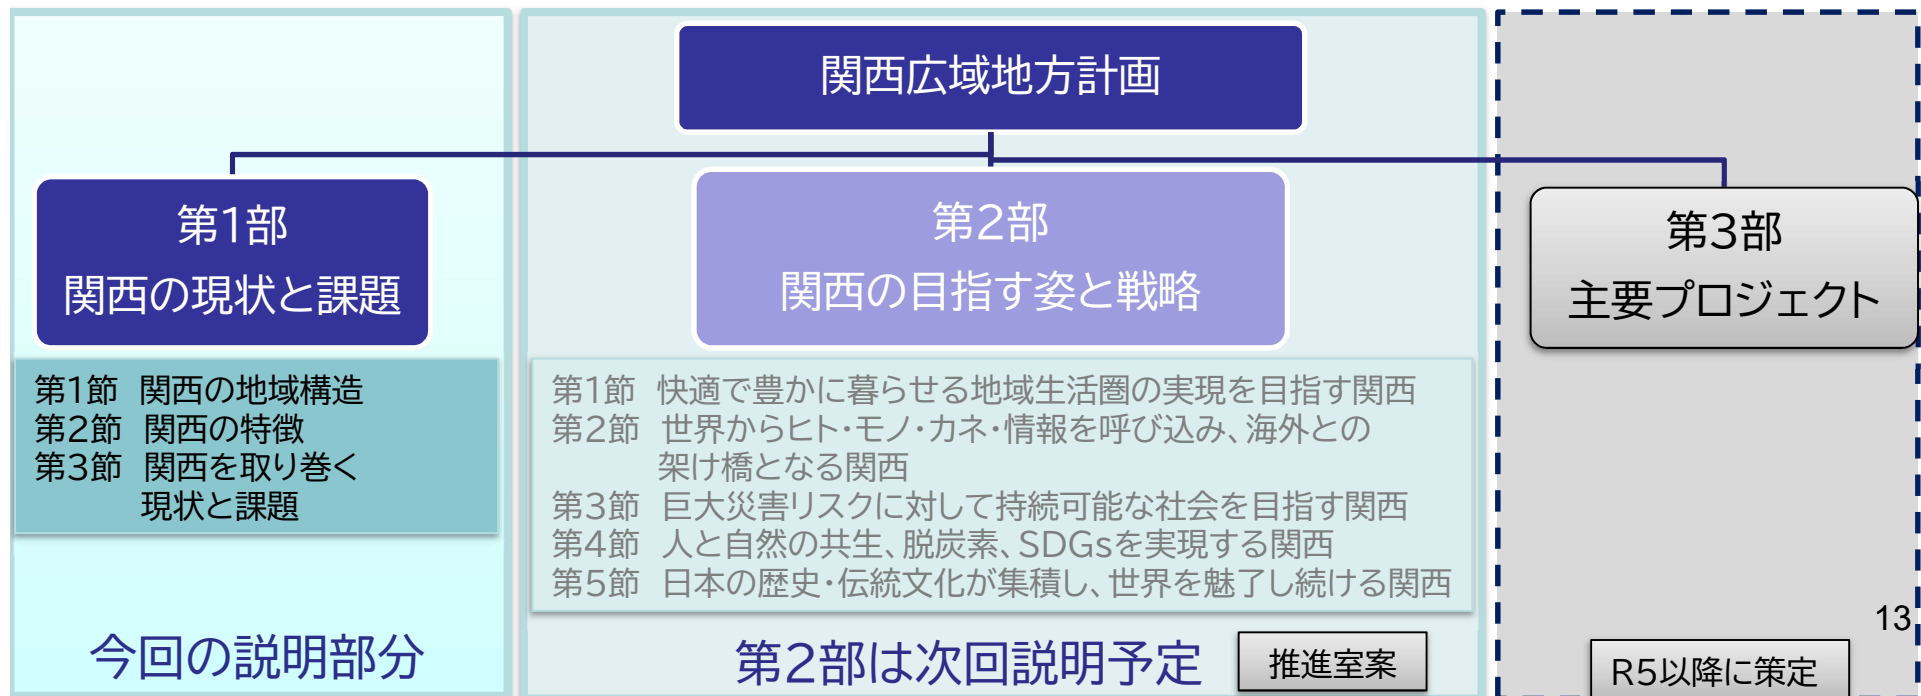 関西広域地方計画
第1部
関西の現状と課題
第1節 関西の地域構造
第2節 関西の特徴
第3節 関西を取り巻く
現状と課題
今回の説明部分
第2部
関西の目指す姿と戦略
第1節 快適で豊かに暮らせる地域生活圏の実現を目指す関西
第2節 世界からヒト・モノ・カネ・情報を呼び込み、海外との
架け橋となる関西
第3節 巨大災害リスクに対して持続可能な社会を目指す関西
第4節 人と自然の共生、脱炭素、SDGsを実現する関西
第5節 日本の歴史・伝統文化が集積し、世界を魅了し続ける関西
第2部は次回説明予定
推進室案
第3部
主要プロジェクト
13
R5以降に策定